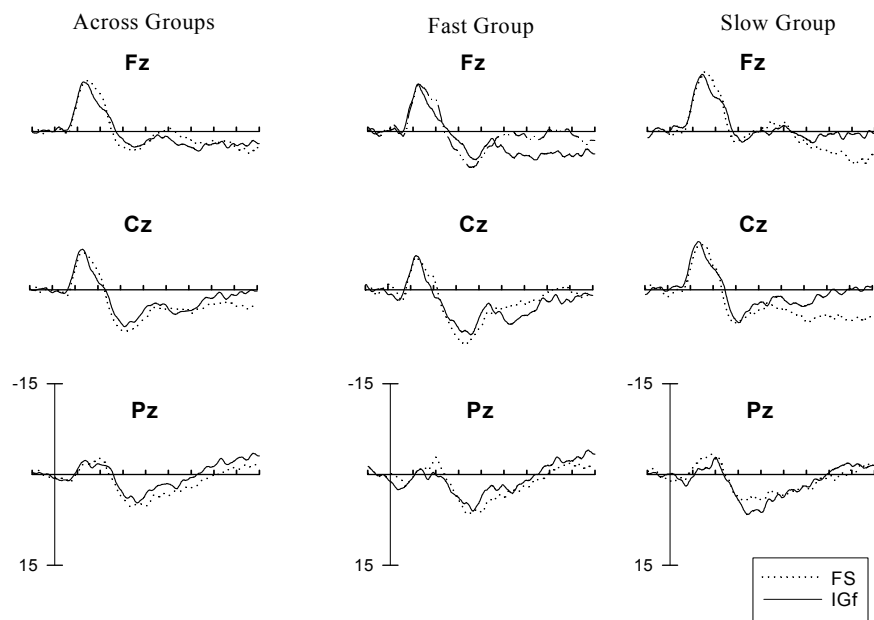 Across Groups Fast Group Slow Group
Fz Fz Fz
Cz Cz Cz
-15 -15 -15
Pz Pz Pz
15 15 15
FS
IGf